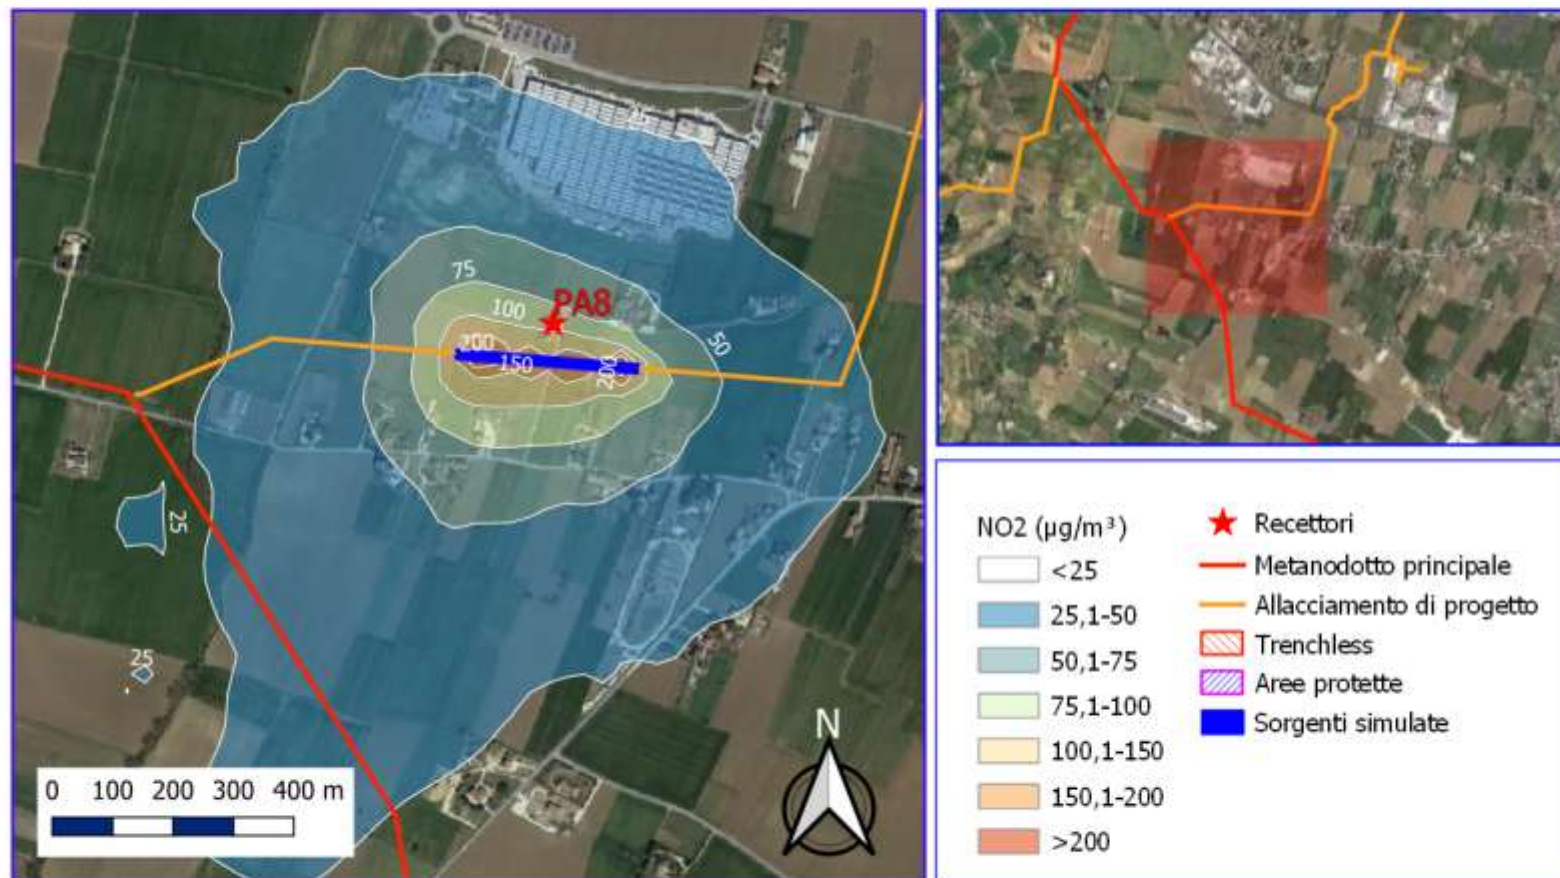 25
75
PA8
100
50
200
150
200
25
25
N
0 100 200 300 400 m
NO2 (µg/m³)
<25
25,1-50
50,1-75
75,1-100
100,1-150
150,1-200
>200
Recettori
Metanodotto principale
Allacciamento di progetto
Trenchless
Aree protette
Sorgenti simulate